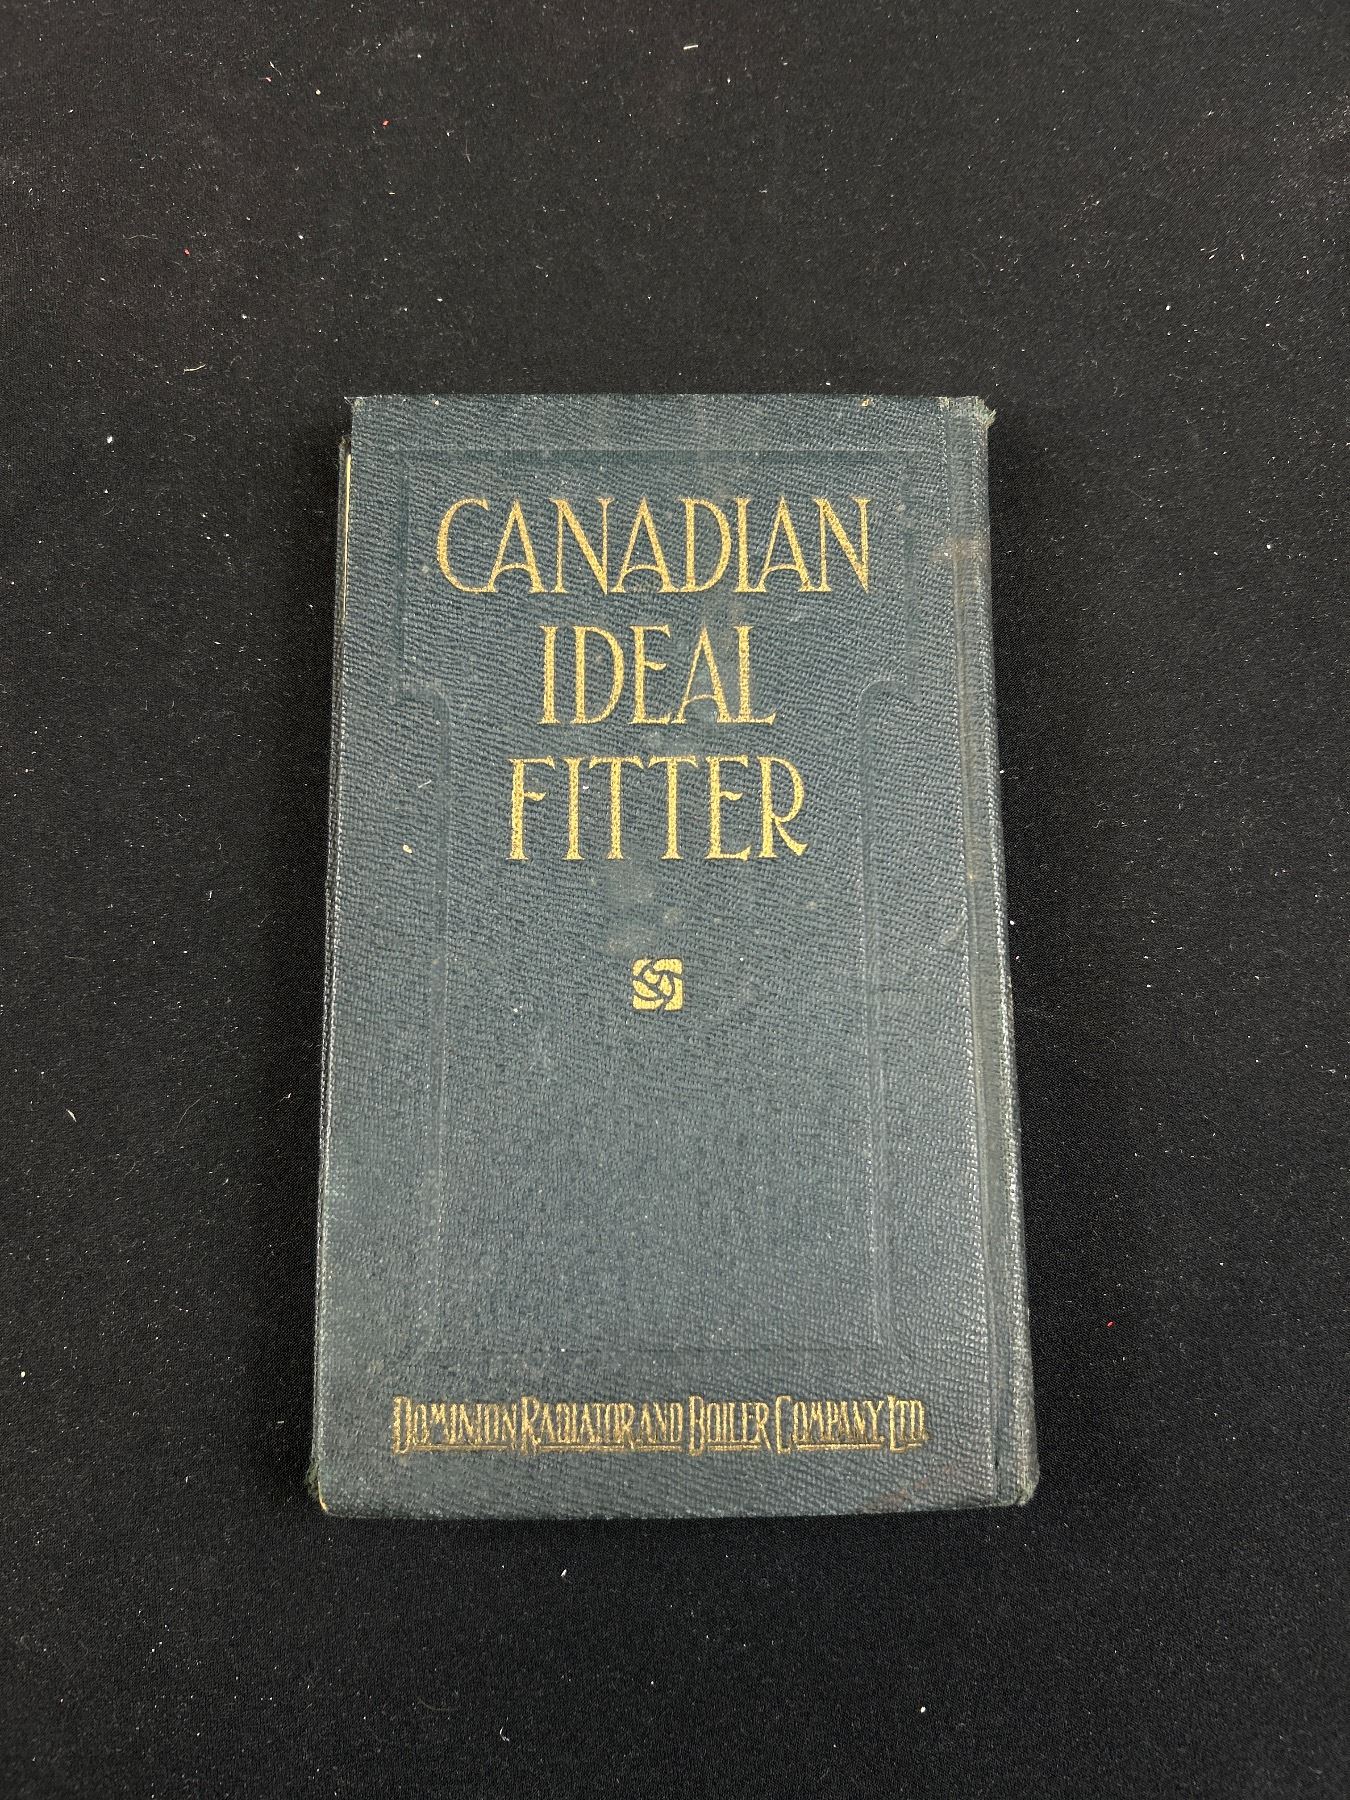 CANADIAN
IDEAL
FITTER
DOMINION RADIATOR AND BOILER COMPANY, LTD.